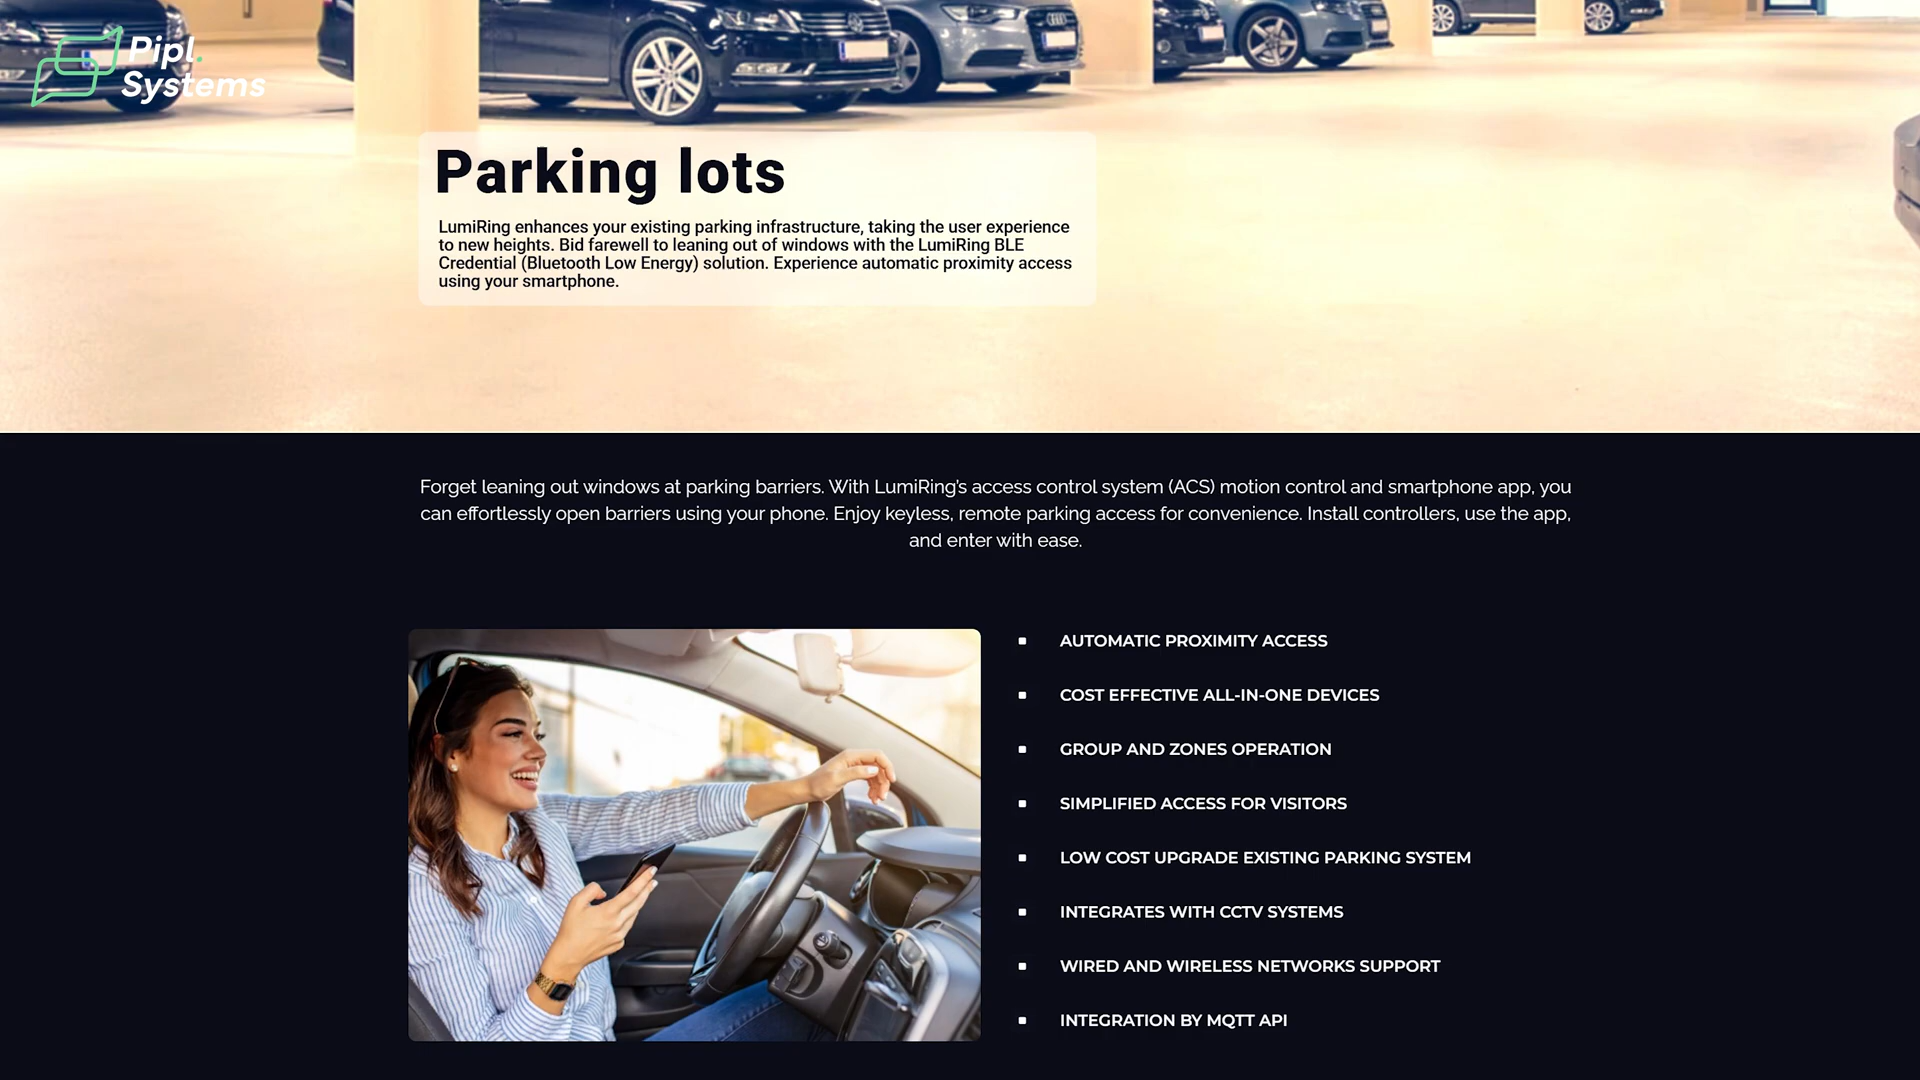 Pipl.
Systems
Parking lots
LumiRing enhances your existing parking infrastructure, taking the user experience
to new heights. Bid farewell to leaning out of windows with the LumiRing BLE
Credential (Bluetooth Low Energy) solution. Experience automatic proximity access
using your smartphone.
Forget leaning out windows at parking barriers. With LumiRing's access control system (ACS) motion control and smartphone app, you
can effortlessly open barriers using your phone. Enjoy keyless, remote parking access for convenience. Install controllers, use the app,
and enter with ease.
AUTOMATIC PROXIMITY ACCESS
COST EFFECTIVE ALL-IN-ONE DEVICES
GROUP AND ZONES OPERATION
SIMPLIFIED ACCESS FOR VISITORS
LOW COST UPGRADE EXISTING PARKING SYSTEM
INTEGRATES WITH CCTV SYSTEMS
WIRED AND WIRELESS NETWORKS SUPPORT
INTEGRATION BY MQTT API